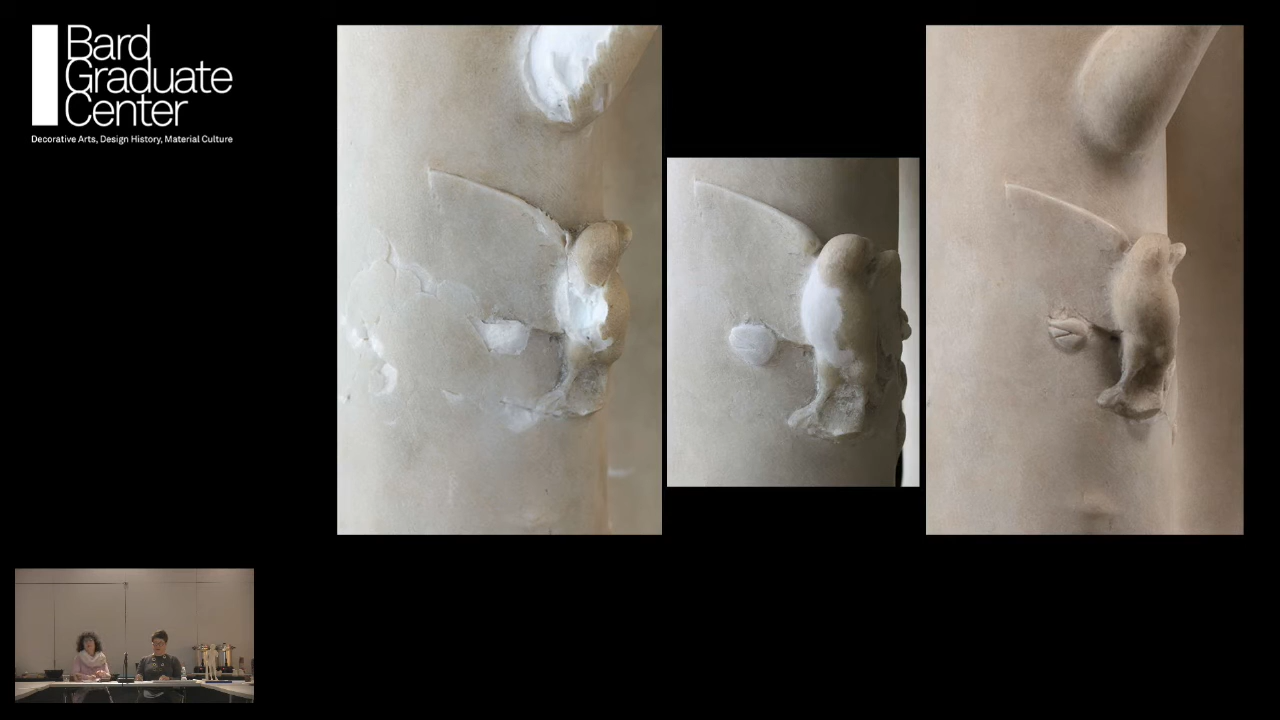 Bard
Graduate
Center
Decorative Arts, Design History, Material Culture